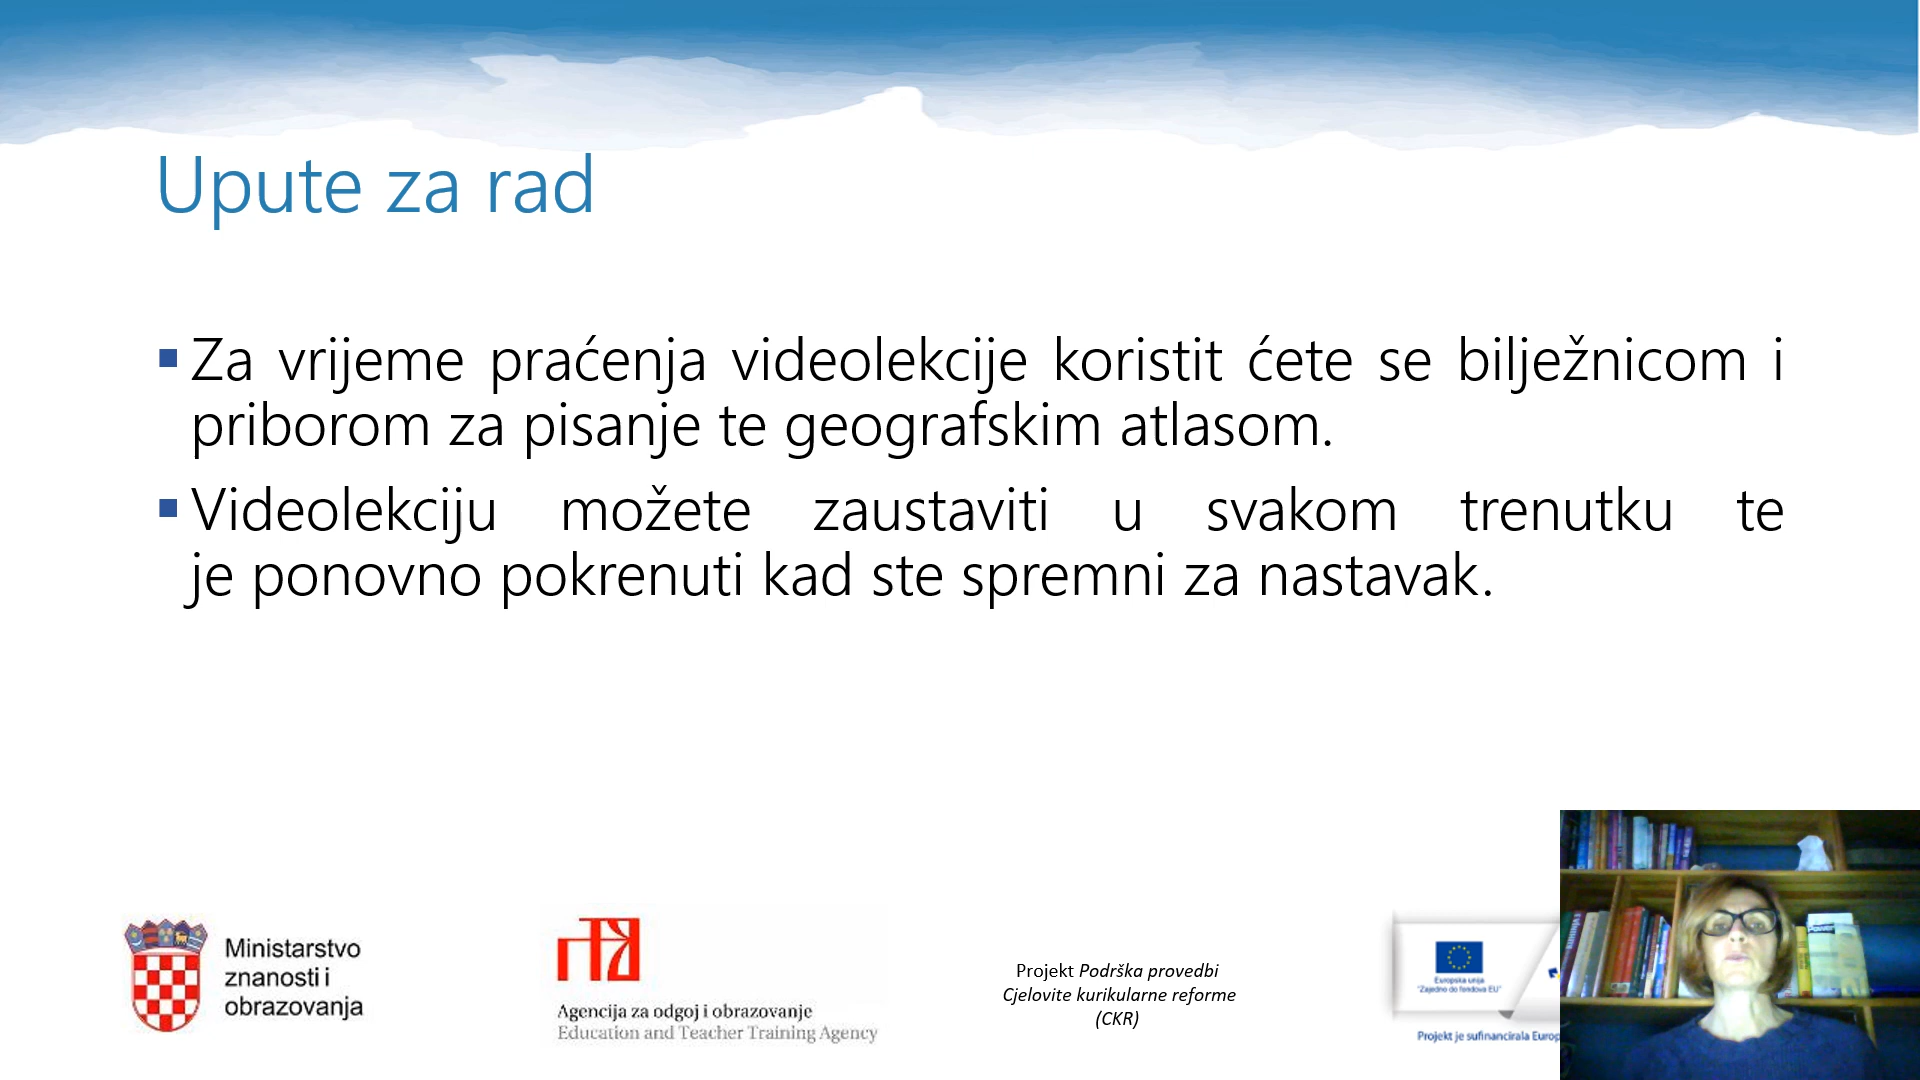 Upute za rad
Za vrijeme praćenja videolekcije koristit ćete se bilježnicom i
priborom za pisanje te geografskim atlasom.
Videolekciju možete zaustaviti u svakom trenutku te
je ponovno pokrenuti kad ste spremni za nastavak.
Ministarstvo
znanosti i
obrazovanja
Agencija za odgoj i obrazovanje
Education and Teacher Training Agency
Projekt Podrška provedbi
Cjelovite kurikularne reforme
(CKR)
Europska unija
"Zajedno do fondova EU"
Projekt je sufinancirala Europ